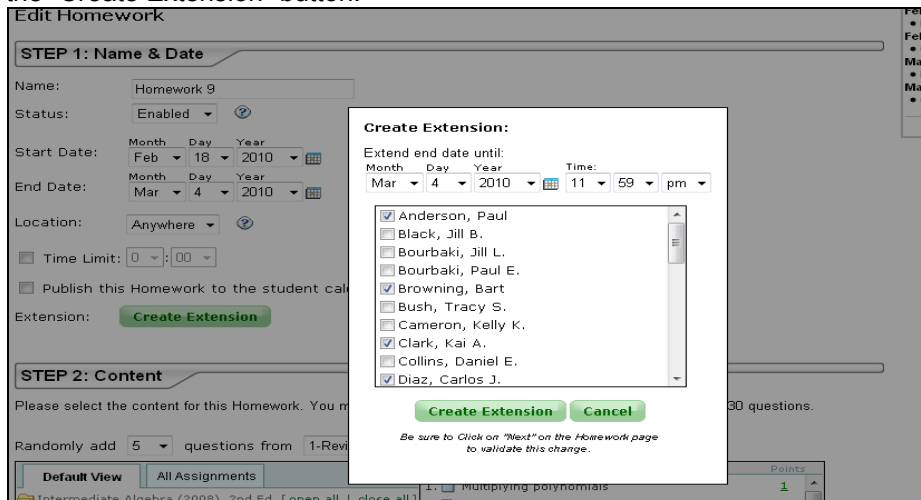 the "Create Extension" button.
Edit Homework
STEP 1: Name & Date
Name: Homework 9
Status: Enabled
Month Day Year
Start Date: Feb 18 2010
Month Day Year
End Date: Mar 4 2010
Location: Anywhere
Time Limit: 0 : 00
Publish this Homework to the student cal
Extension: Create Extension
STEP 2: Content
Please select the content for this Homework. You m
30 questions.
Randomly add 5 questions from 1-Revi
Default View All Assignments
Intermediate Algebra (2008), 2nd Ed. [open all | close all]
Create Extension:
Extend end date until:
Month Day Year Time:
Mar 4 2010 11 59 pm
Anderson, Paul
Black, Jill B.
Bourbaki, Jill L.
Bourbaki, Paul E.
Browning, Bart
Bush, Tracy S.
Cameron, Kelly K.
Clark, Kai A.
Collins, Daniel E.
Diaz, Carlos J.
Create Extension Cancel
Be sure to Click on "Next" on the Homework page
to validate this change.
Points
1. Multiplying polynomials 1
Fel
Ma
Ma